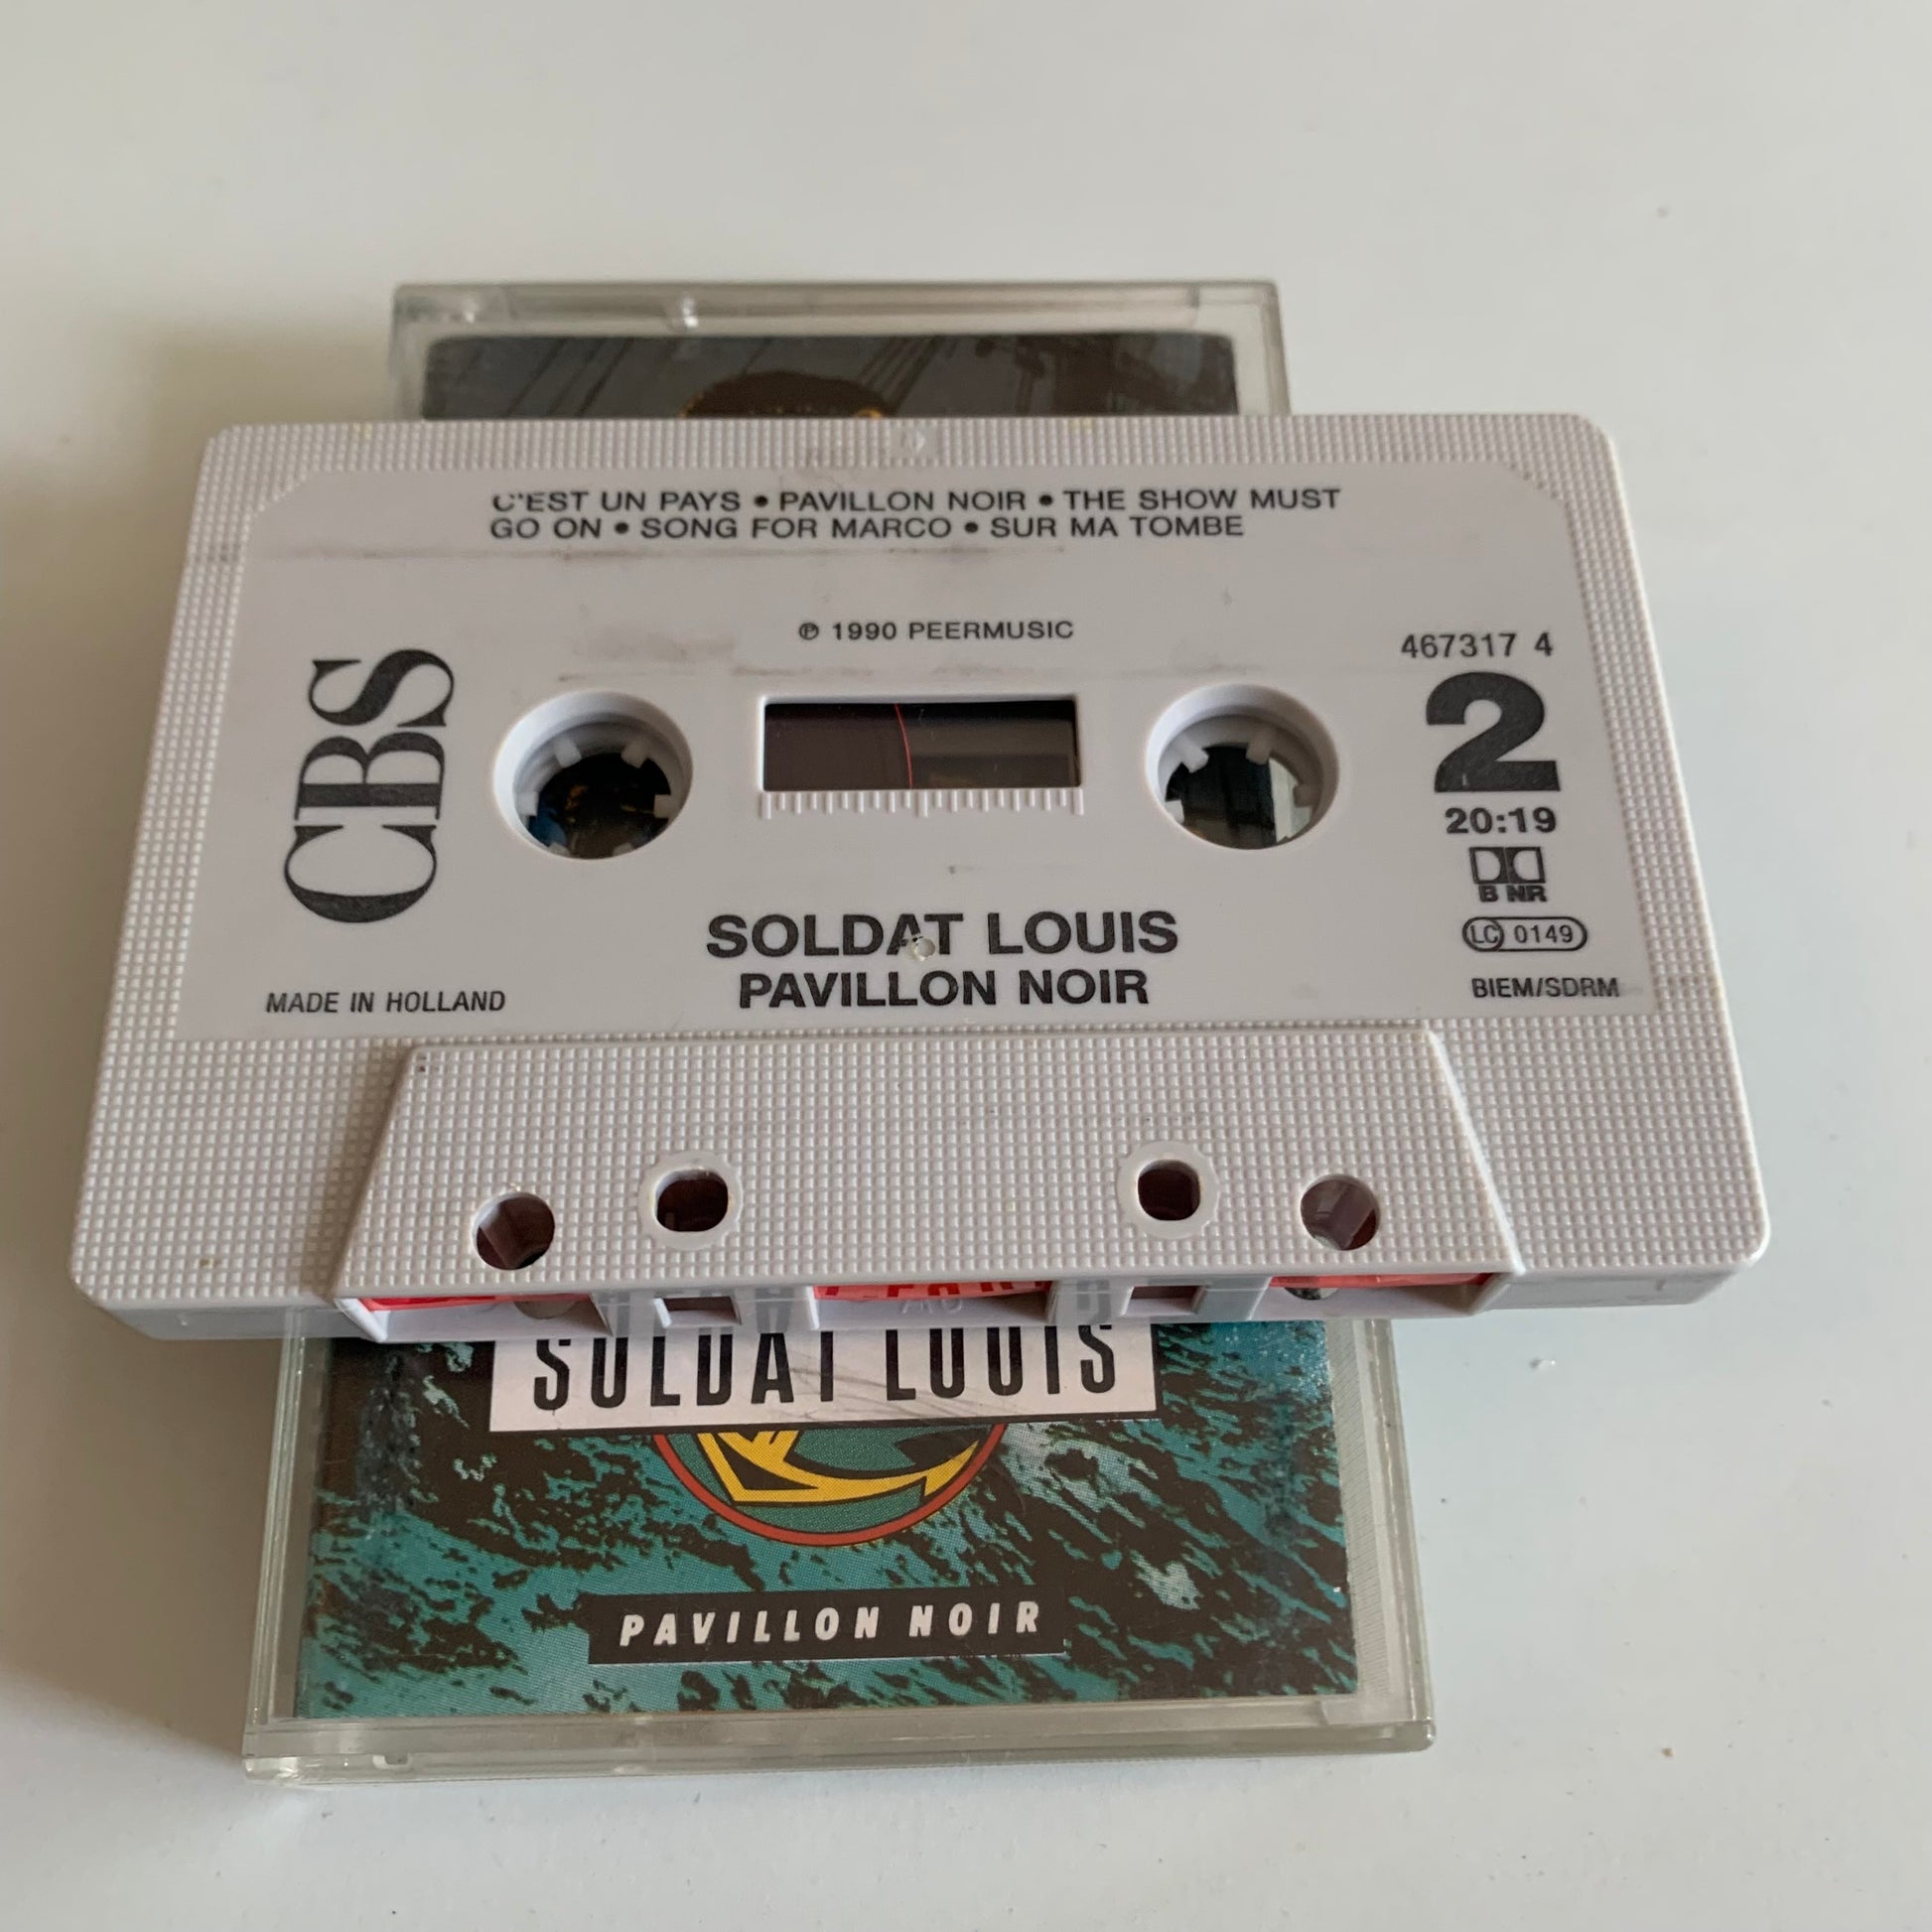 C'EST UN PAYS • PAVILLON NOIR • THE SHOW MUST
GO ON • SONG FOR MARCO • SUR MA TOMBE
℗ 1990 PEERMUSIC
467317 4
2
20:19
B NR
LC 0149
BIEM/SDRM
CBS
SOLDAT LOUIS
PAVILLON NOIR
MADE IN HOLLAND
SOLDAT LOUIS
PAVILLON NOIR